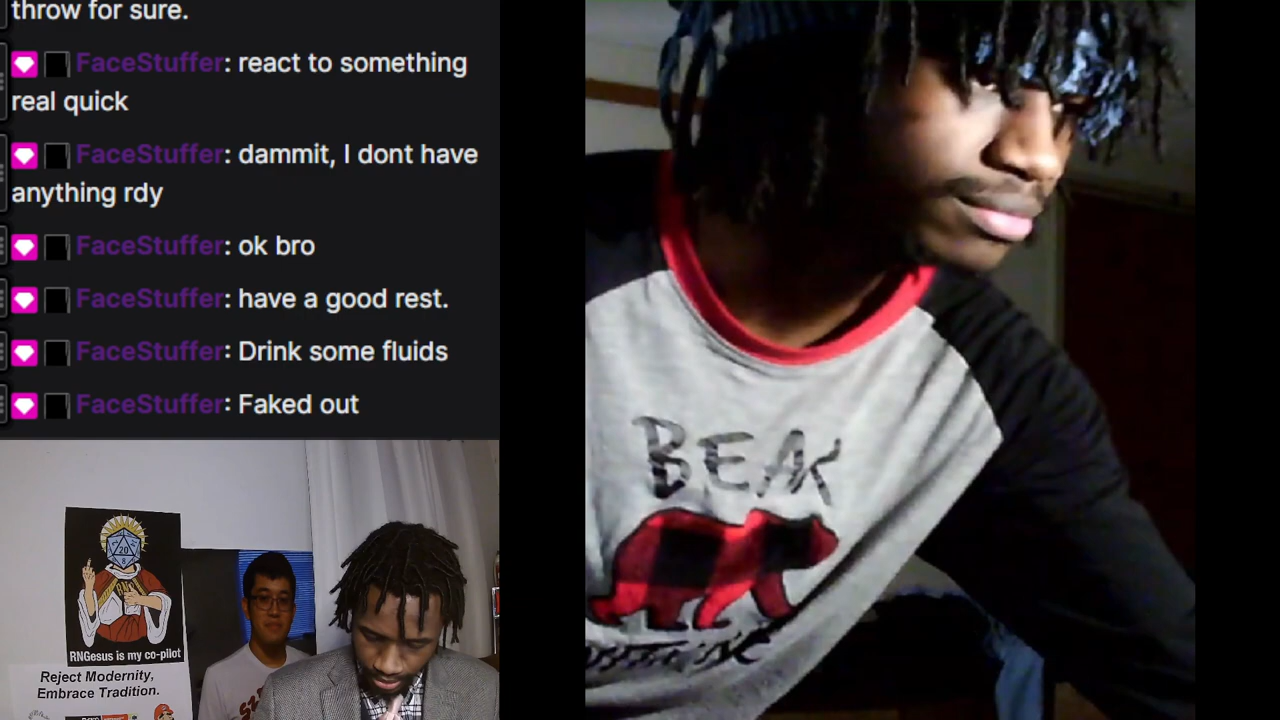 throw for sure.
FaceStuffer: react to something
real quick
FaceStuffer: dammit, I dont have
anything rdy
FaceStuffer: ok bro
FaceStuffer: have a good rest.
FaceStuffer: Drink some fluids
FaceStuffer: Faked out
BEAR
20
8
RNGesus is my co-pilot
Reject Modernity,
Embrace Tradition.